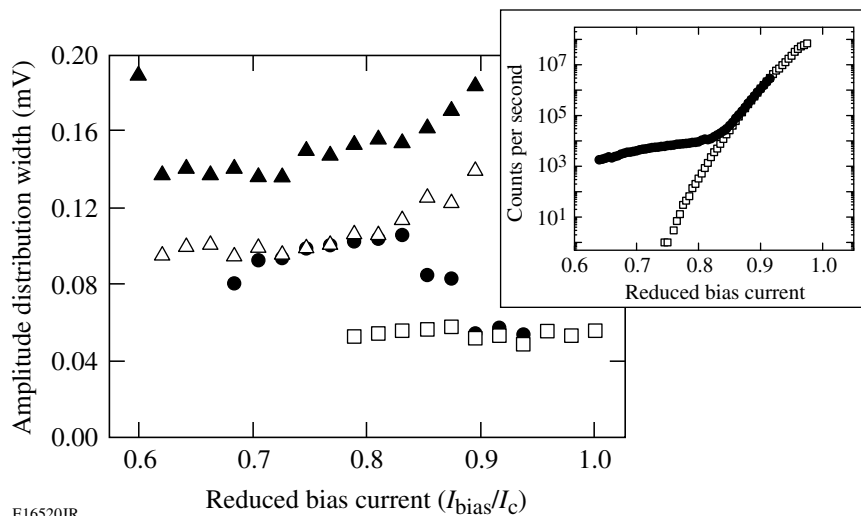 0.20
0.16
0.12
0.08
0.04
0.00
Amplitude distribution width (mV)
0.6 0.7 0.8 0.9 1.0
Reduced bias current (I_bias/I_c)
Counts per second
10^7
10^5
10^3
10^1
0.6 0.7 0.8 0.9 1.0
Reduced bias current
E16520JR